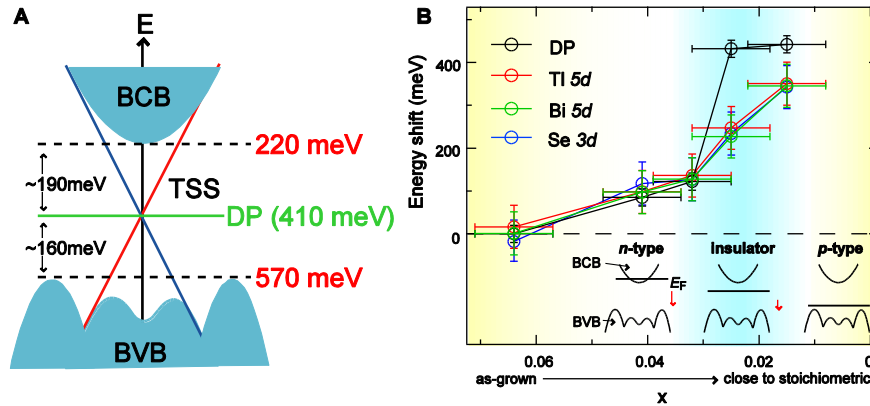 A
E
BCB
220 meV
~190meV
TSS
DP (410 meV)
~160meV
570 meV
BVB
B
Energy shift (meV)
400
200
0
DP
Tl 5d
Bi 5d
Se 3d
n-type
insulator
p-type
BCB
EF
BVB
0.06
0.04
0.02
0
as-grown
close to stoichiometric
x